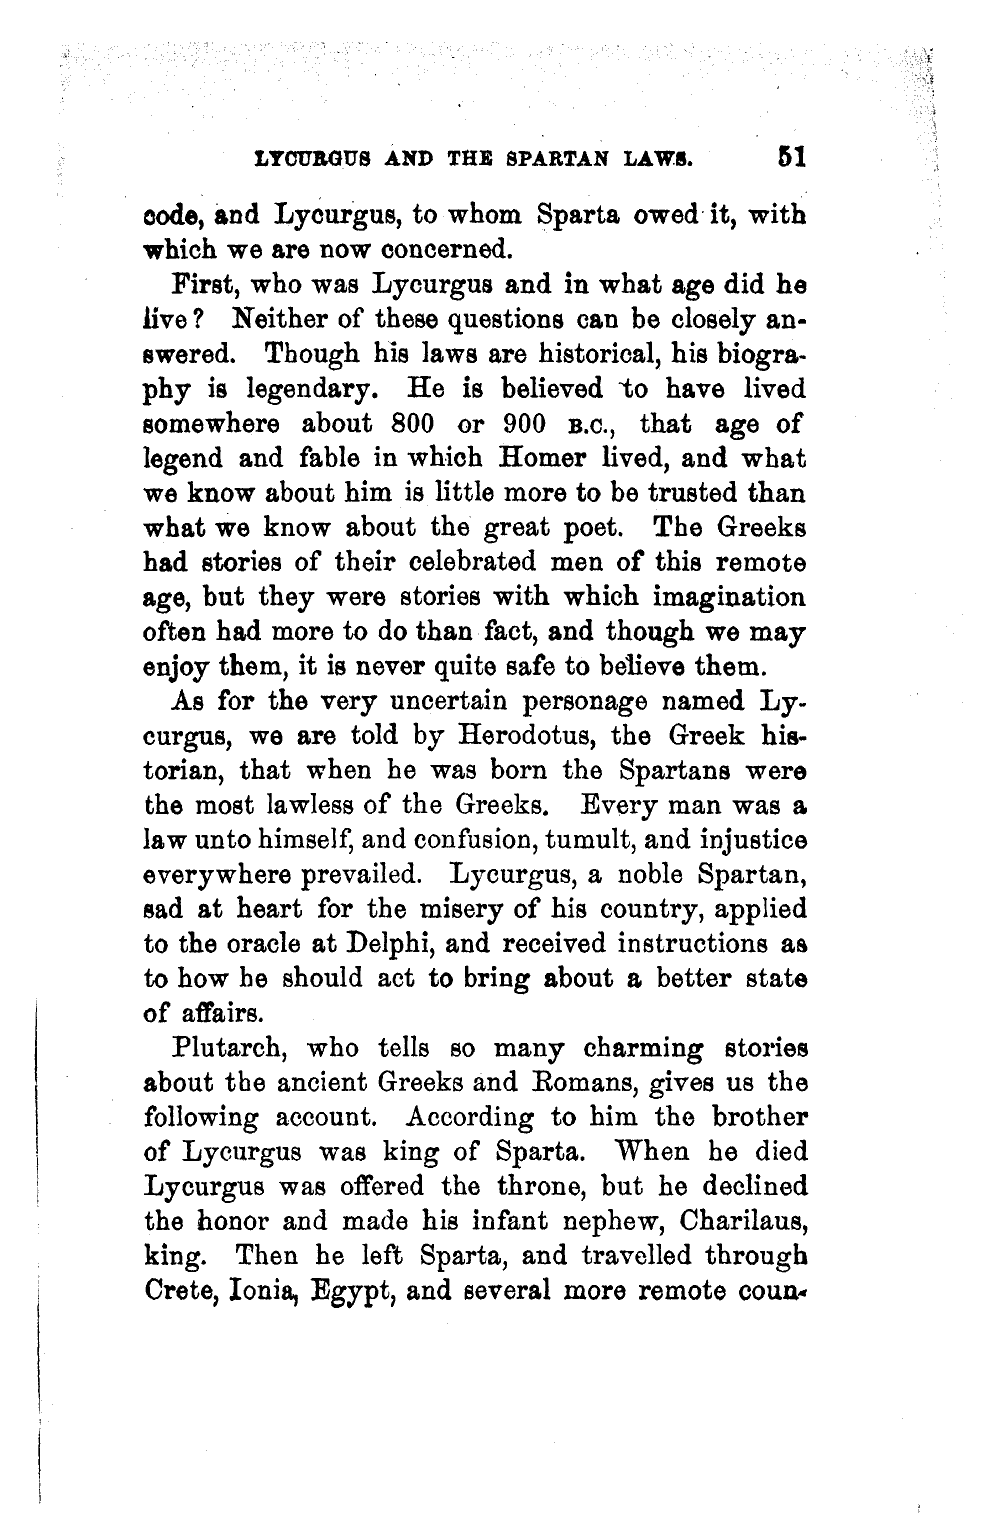 LYCURGUS AND THE SPARTAN LAWS. 51
code, and Lycurgus, to whom Sparta owed it, with
which we are now concerned.
First, who was Lycurgus and in what age did he
live? Neither of these questions can be closely an-
swered. Though his laws are historical, his biogra-
phy is legendary. He is believed to have lived
somewhere about 800 or 900 B.C., that age of
legend and fable in which Homer lived, and what
we know about him is little more to be trusted than
what we know about the great poet. The Greeks
had stories of their celebrated men of this remote
age, but they were stories with which imagination
often had more to do than fact, and though we may
enjoy them, it is never quite safe to believe them.
As for the very uncertain personage named Ly-
curgus, we are told by Herodotus, the Greek his-
torian, that when he was born the Spartans were
the most lawless of the Greeks. Every man was a
law unto himself, and confusion, tumult, and injustice
everywhere prevailed. Lycurgus, a noble Spartan,
sad at heart for the misery of his country, applied
to the oracle at Delphi, and received instructions as
to how he should act to bring about a better state
of affairs.
Plutarch, who tells so many charming stories
about the ancient Greeks and Romans, gives us the
following account. According to him the brother
of Lycurgus was king of Sparta. When he died
Lycurgus was offered the throne, but he declined
the honor and made his infant nephew, Charilaus,
king. Then he left Sparta, and travelled through
Crete, Ionia, Egypt, and several more remote coun-